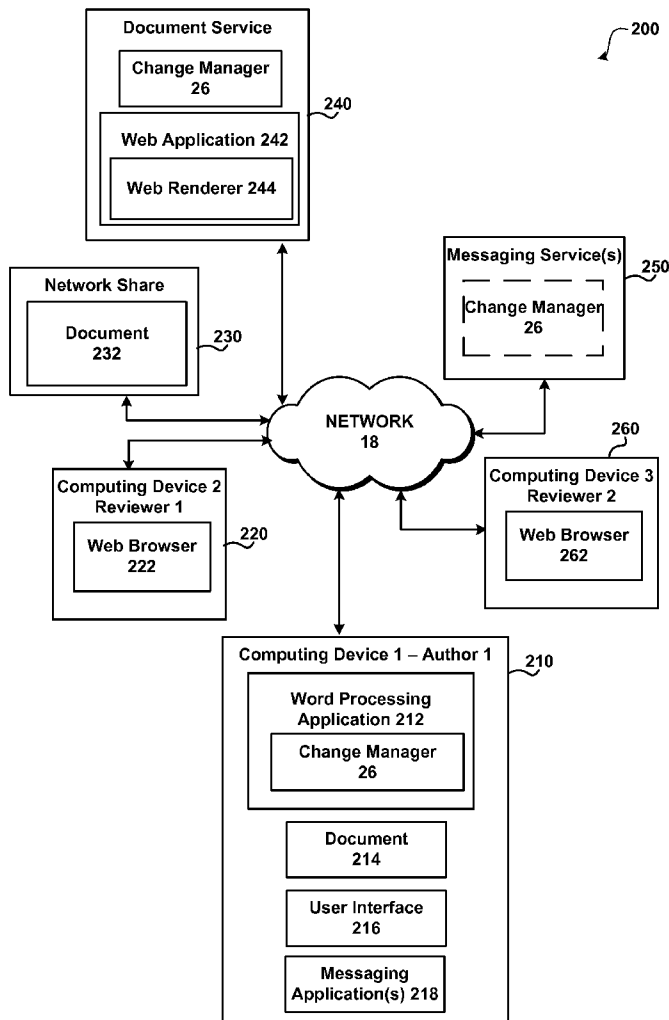 200
Document Service
Change Manager
26
240
Web Application 242
Web Renderer 244
Messaging Service(s)
250
Change Manager
26
Network Share
Document
232
230
NETWORK
18
260
Computing Device 2
Reviewer 1
Web Browser
222
220
Computing Device 3
Reviewer 2
Web Browser
262
Computing Device 1 – Author 1
210
Word Processing
Application 212
Change Manager
26
Document
214
User Interface
216
Messaging
Application(s) 218